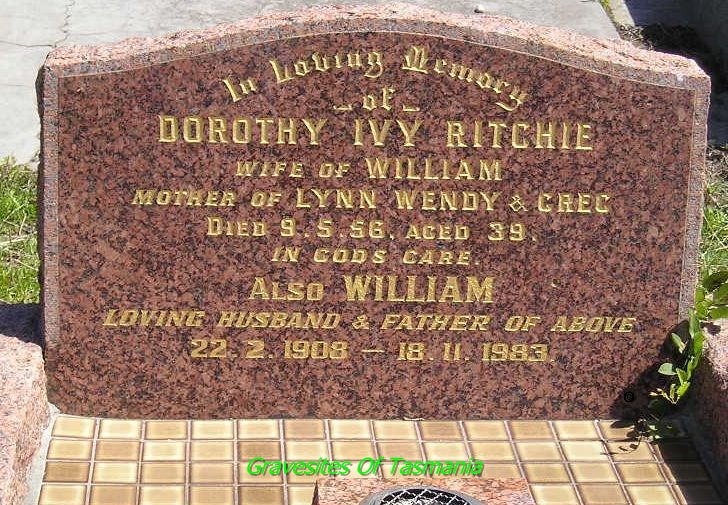 In Loving Memory
- of -
DOROTHY IVY RITCHIE
WIFE OF WILLIAM
MOTHER OF LYNN WENDY & GREG
DIED 9.5.56. AGED 39.
IN GODS CARE.
ALSO WILLIAM
LOVING HUSBAND & FATHER OF ABOVE
22.2.1908 — 18.11.1983.
Gravesites Of Tasmania